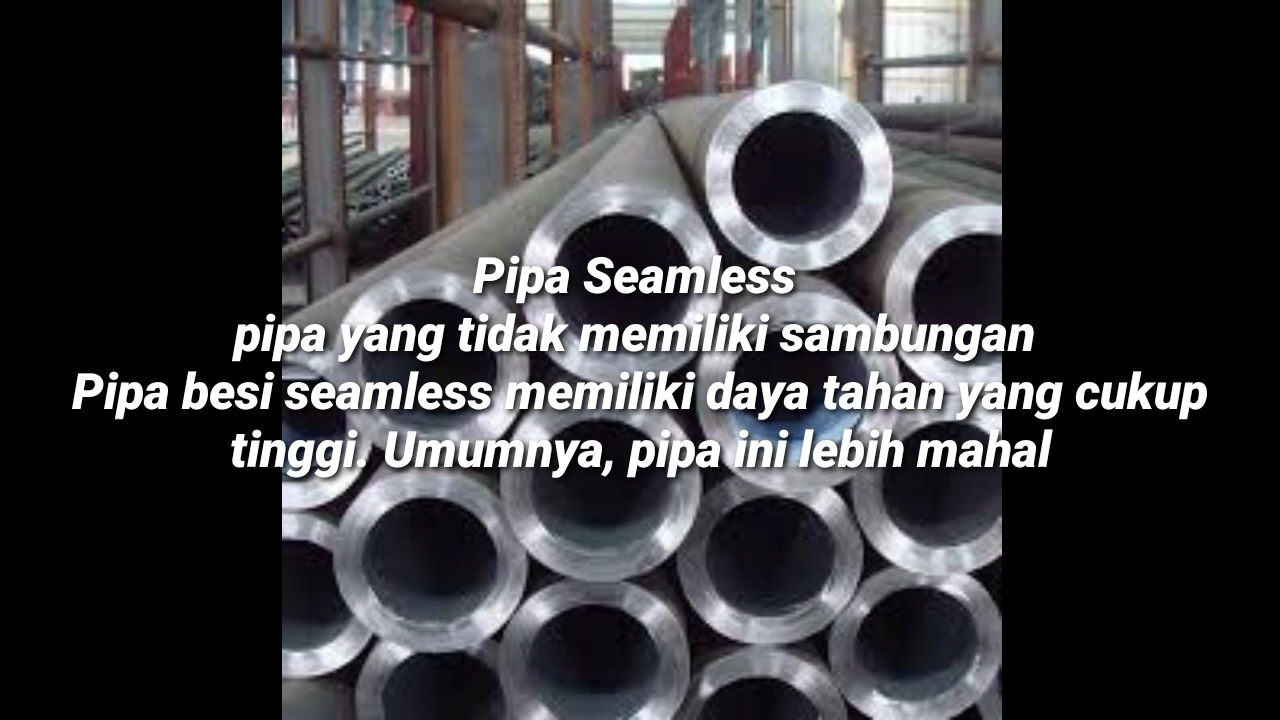 Pipa Seamless
pipa yang tidak memiliki sambungan
Pipa besi seamless memiliki daya tahan yang cukup
tinggi. Umumnya, pipa ini lebih mahal